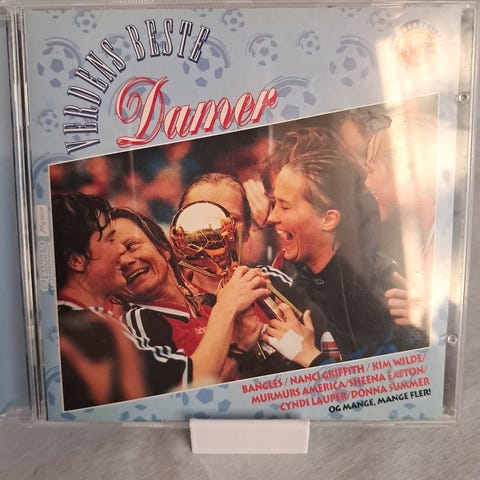 VERDENS BESTE
Damer
BANGLES / NANCI GRIFFITH / KIM WILDE/
MURMURS AMERICA/SHEENA EASTON/
CYNDI LAUPER/DONNA SUMMER
OG MANGE, MANGE FLER!